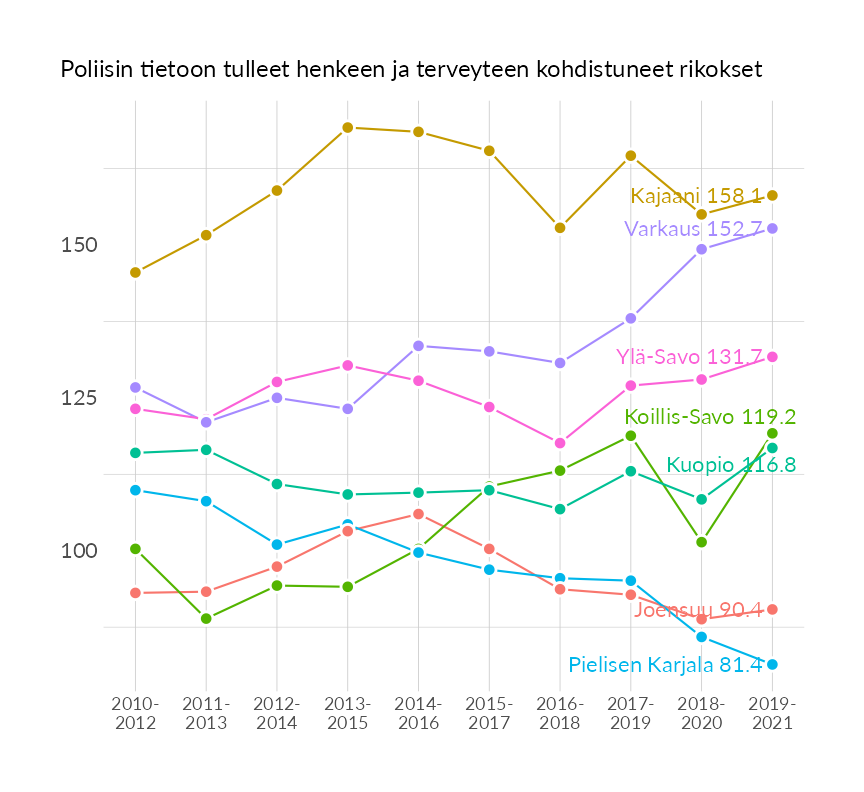 Poliisin tietoon tulleet henkeen ja terveyteen kohdistuneet rikokset
Kajaani 158.1
Varkaus 152.7
150
Ylä-Savo 131.7
125
Koillis-Savo 119.2
Kuopio 116.8
100
Joensuu 90.4
Pielisen Karjala 81.4
2010- 2011- 2012- 2013- 2014- 2015- 2016- 2017- 2018- 2019-
2012 2013 2014 2015 2016 2017 2018 2019 2020 2021